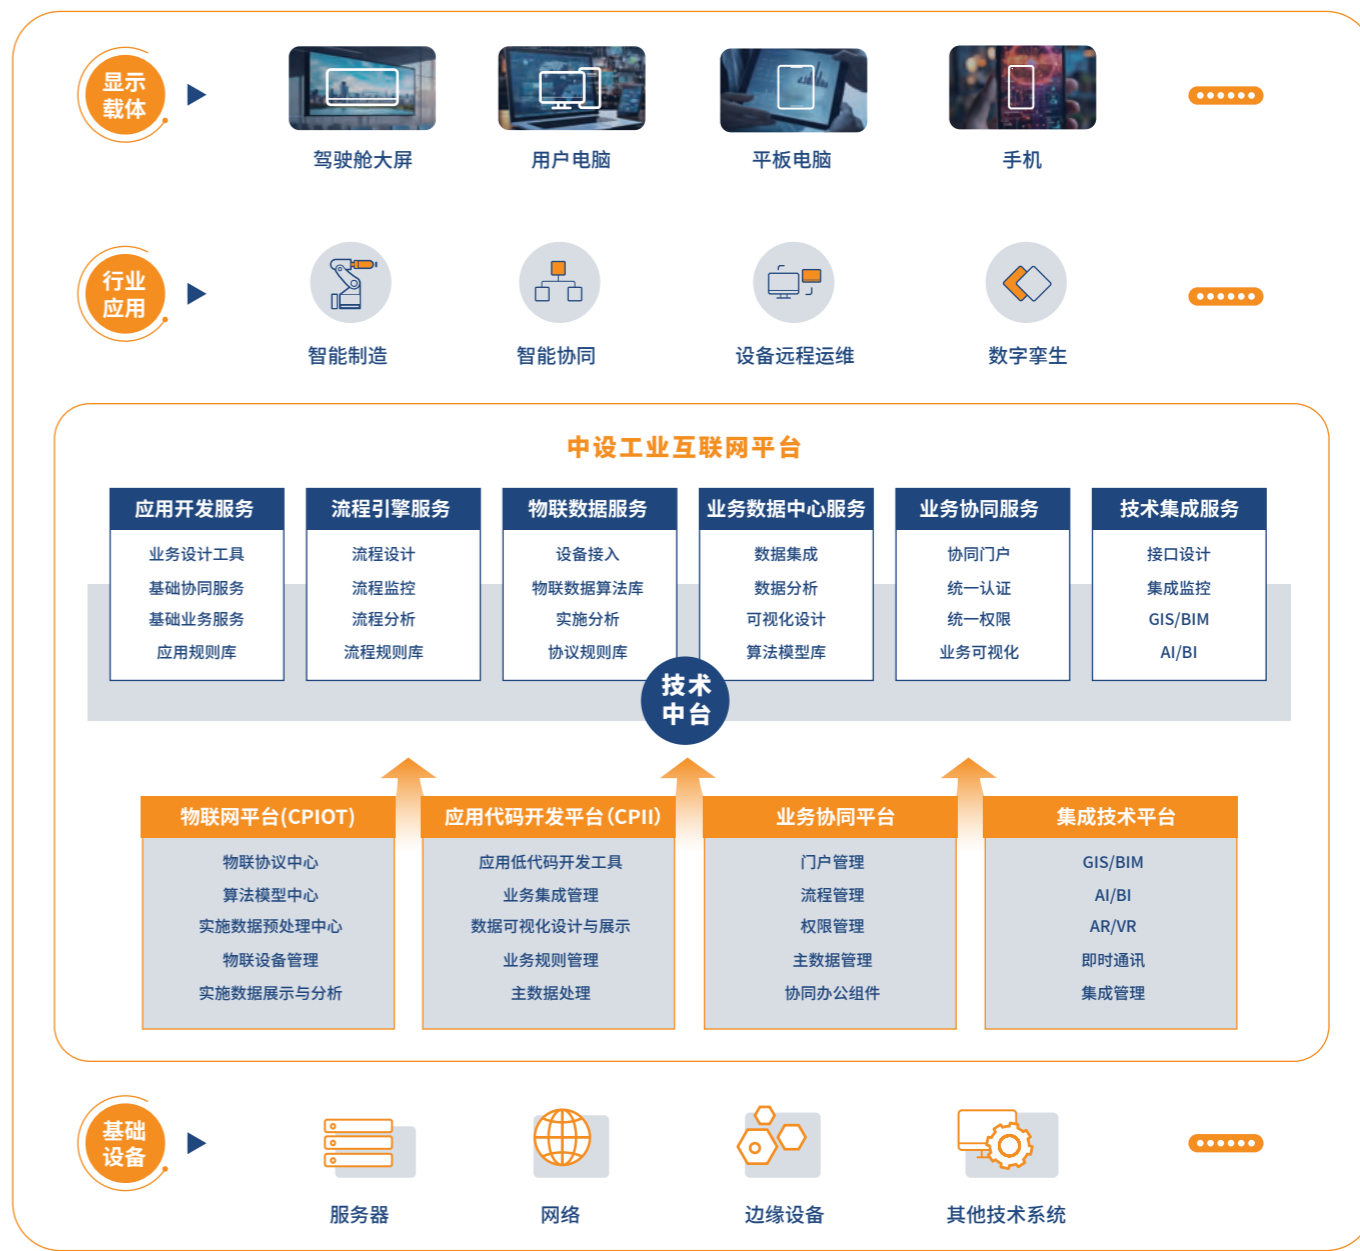 显示
载体
驾驶舱大屏
用户电脑
平板电脑
手机
行业
应用
智能制造
智能协同
设备远程运维
数字孪生
中设工业互联网平台
应用开发服务
业务设计工具
基础协同服务
基础业务服务
应用规则库
流程引擎服务
流程设计
流程监控
流程分析
流程规则库
物联数据服务
设备接入
物联数据算法库
实施分析
协议规则库
业务数据中心服务
数据集成
数据分析
可视化设计
算法模型库
业务协同服务
协同门户
统一认证
统一权限
业务可视化
技术集成服务
接口设计
集成监控
GIS/BIM
AI/BI
技术
中台
物联网平台(CPIOT)
物联协议中心
算法模型中心
实施数据预处理中心
物联设备管理
实施数据展示与分析
应用代码开发平台（CPII）
应用低代码开发工具
业务集成管理
数据可视化设计与展示
业务规则管理
主数据处理
业务协同平台
门户管理
流程管理
权限管理
主数据管理
协同办公组件
集成技术平台
GIS/BIM
AI/BI
AR/VR
即时通讯
集成管理
基础
设备
服务器
网络
边缘设备
其他技术系统